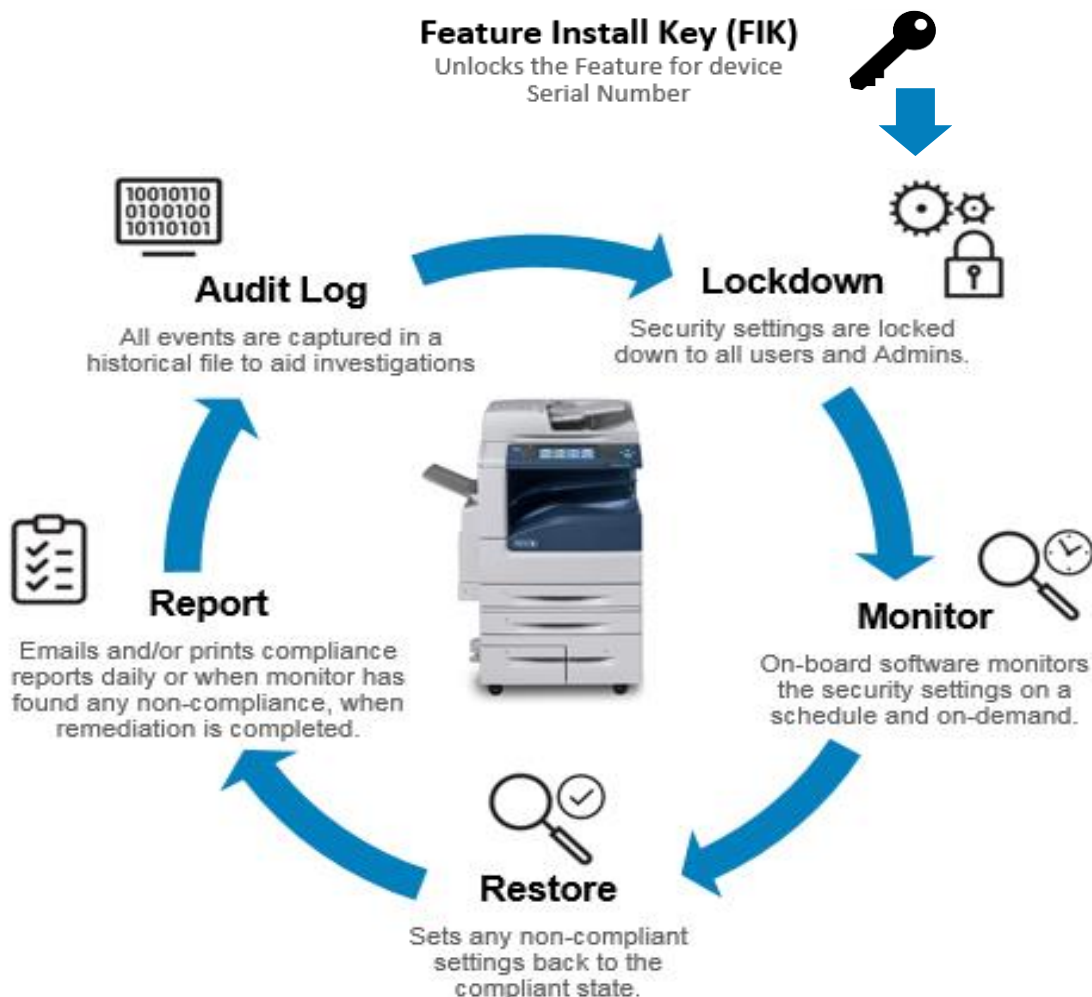 Feature Install Key (FIK)
Unlocks the Feature for device
Serial Number
10010110
0100100
10110101
Audit Log
All events are captured in a
historical file to aid investigations
Lockdown
Security settings are locked
down to all users and Admins.
Monitor
On-board software monitors
the security settings on a
schedule and on-demand.
Restore
Sets any non-compliant
settings back to the
compliant state.
Report
Emails and/or prints compliance
reports daily or when monitor has
found any non-compliance, when
remediation is completed.